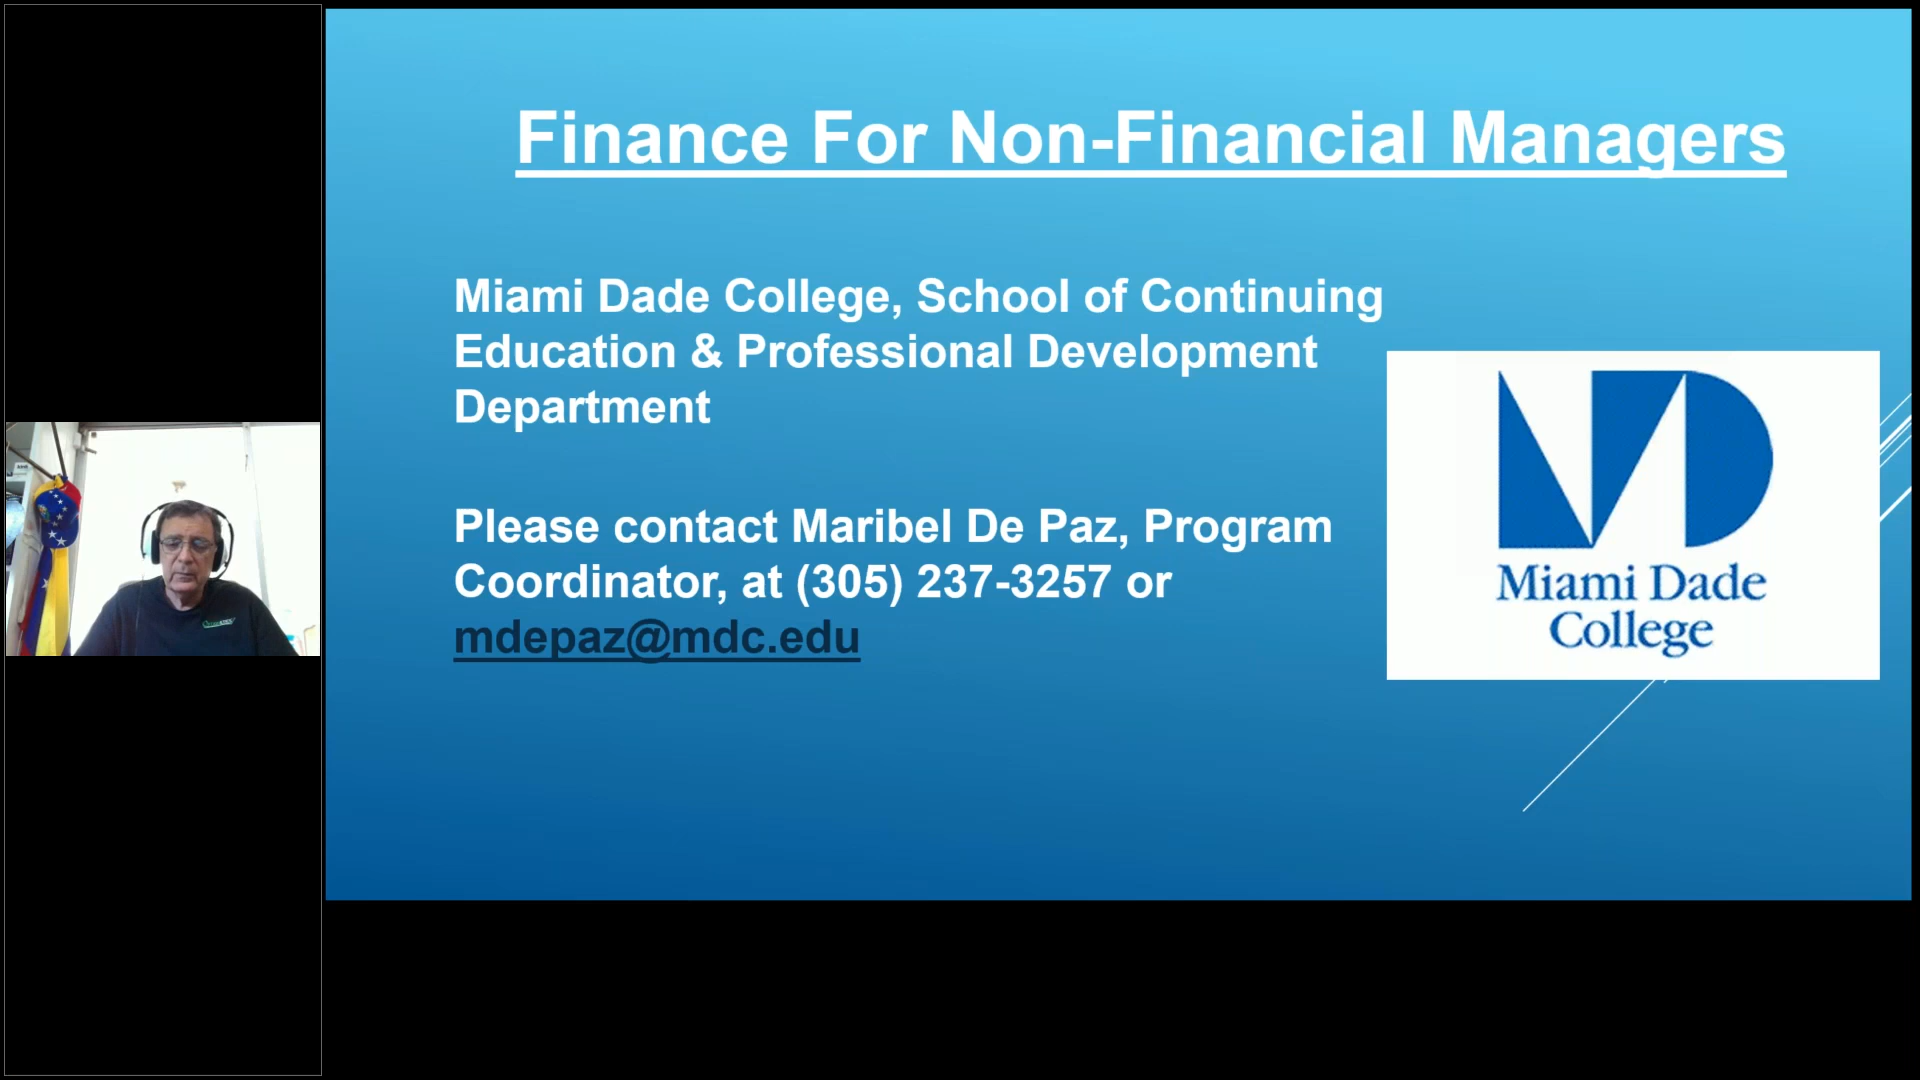 Finance For Non-Financial Managers
Miami Dade College, School of Continuing
Education & Professional Development
Department
Please contact Maribel De Paz, Program
Coordinator, at (305) 237-3257 or
mdepaz@mdc.edu
Miami Dade
College